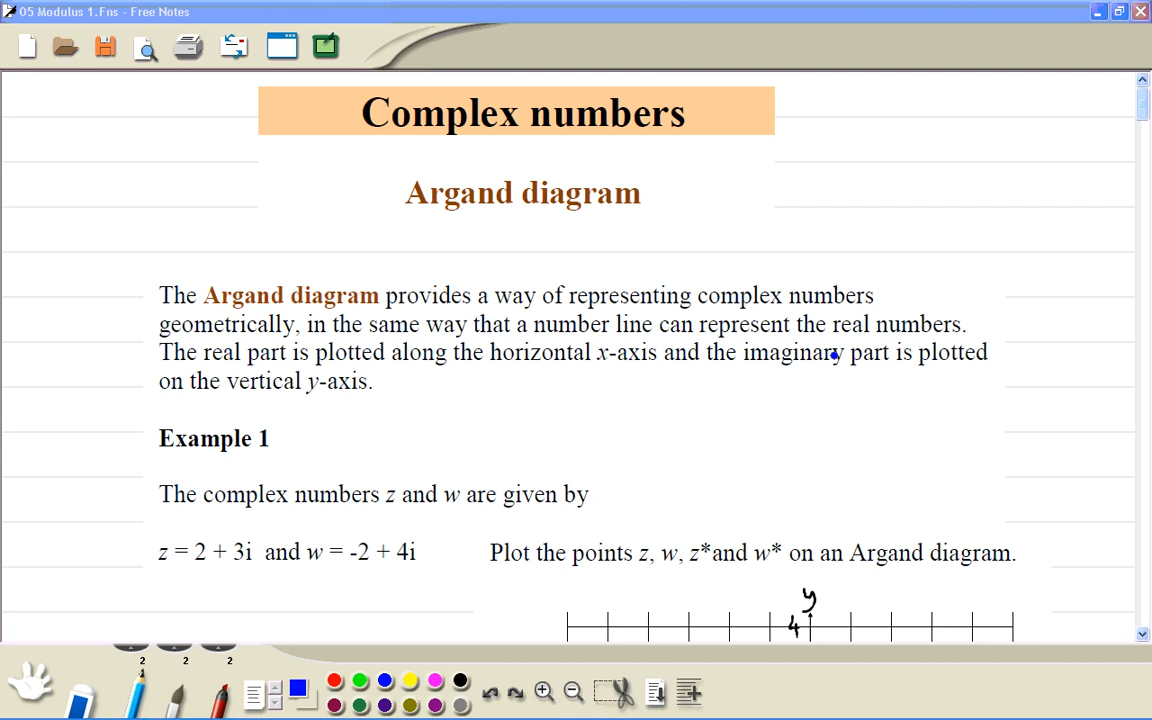 05 Modulus 1.Fns - Free Notes
Complex numbers
Argand diagram
The Argand diagram provides a way of representing complex numbers
geometrically, in the same way that a number line can represent the real numbers.
The real part is plotted along the horizontal x-axis and the imaginary part is plotted
on the vertical y-axis.
Example 1
The complex numbers z and w are given by
z = 2 + 3i and w = -2 + 4i Plot the points z, w, z*and w* on an Argand diagram.
y
4
2 2 2